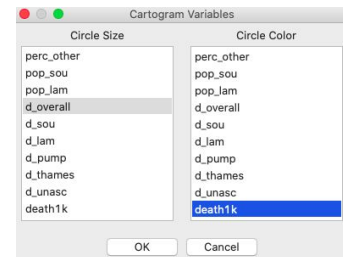 Cartogram Variables
Circle Size
perc_other
pop_sou
pop_lam
d_overall
d_sou
d_lam
d_pump
d_thames
d_unasc
death1k
Circle Color
perc_other
pop_sou
pop_lam
d_overall
d_sou
d_lam
d_pump
d_thames
d_unasc
death1k
OK
Cancel